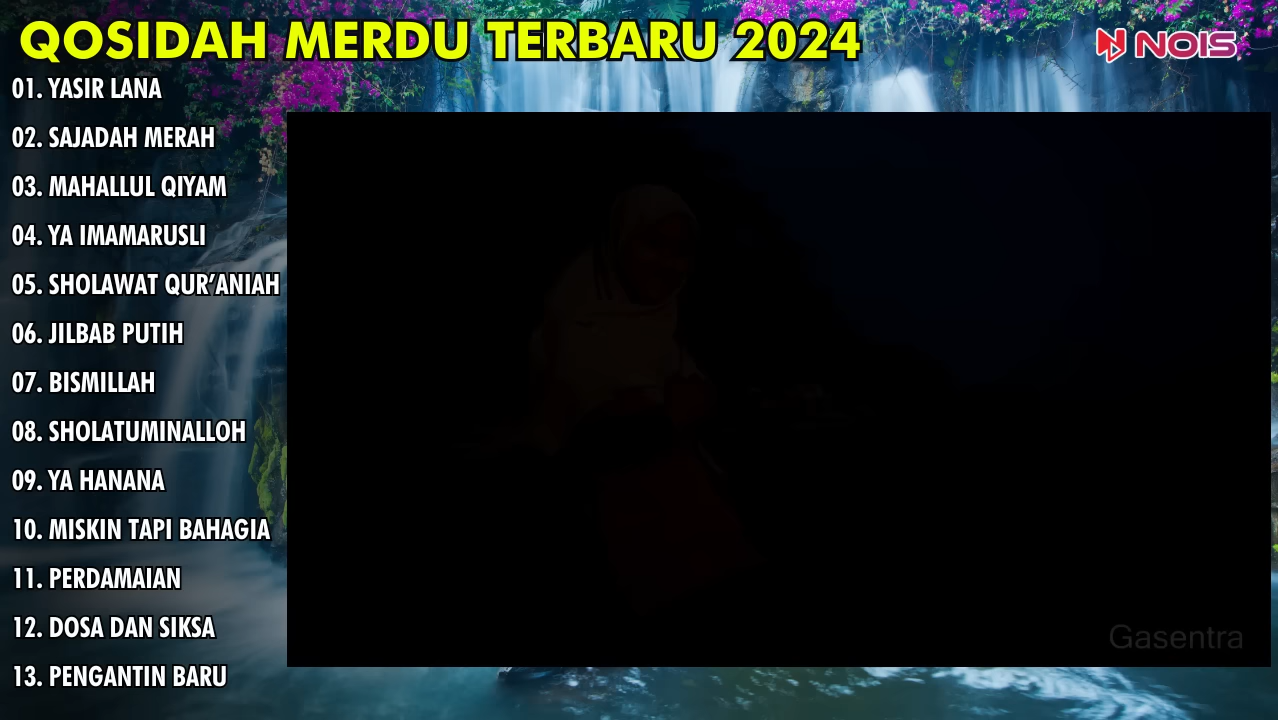 QOSIDAH MERDU TERBARU 2024
NOIS
01. YASIR LANA
02. SAJADAH MERAH
03. MAHALLUL QIYAM
04. YA IMAMARUSLI
05. SHOLAWAT QUR’ANIAH
06. JILBAB PUTIH
07. BISMILLAH
08. SHOLATUMINALLOH
09. YA HANANA
10. MISKIN TAPI BAHAGIA
11. PERDAMAIAN
12. DOSA DAN SIKSA
13. PENGANTIN BARU
Gasentra